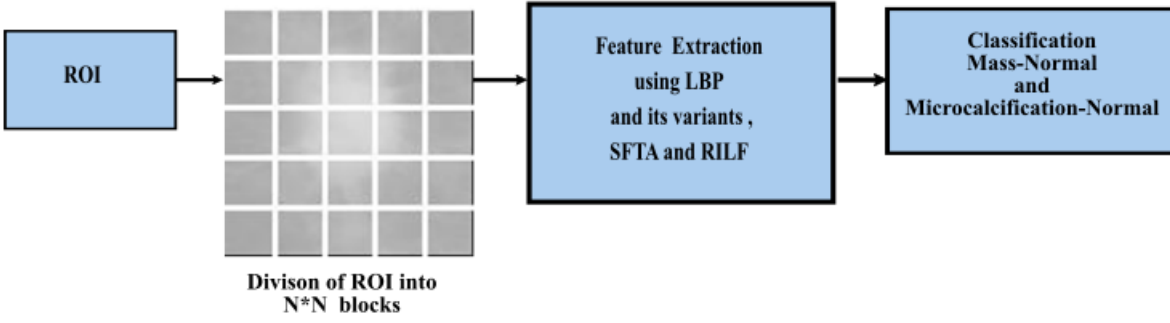 ROI
Divison of ROI into
N*N blocks
Feature Extraction
using LBP
and its variants ,
SFTA and RILF
Classification
Mass-Normal
and
Microcalcification-Normal